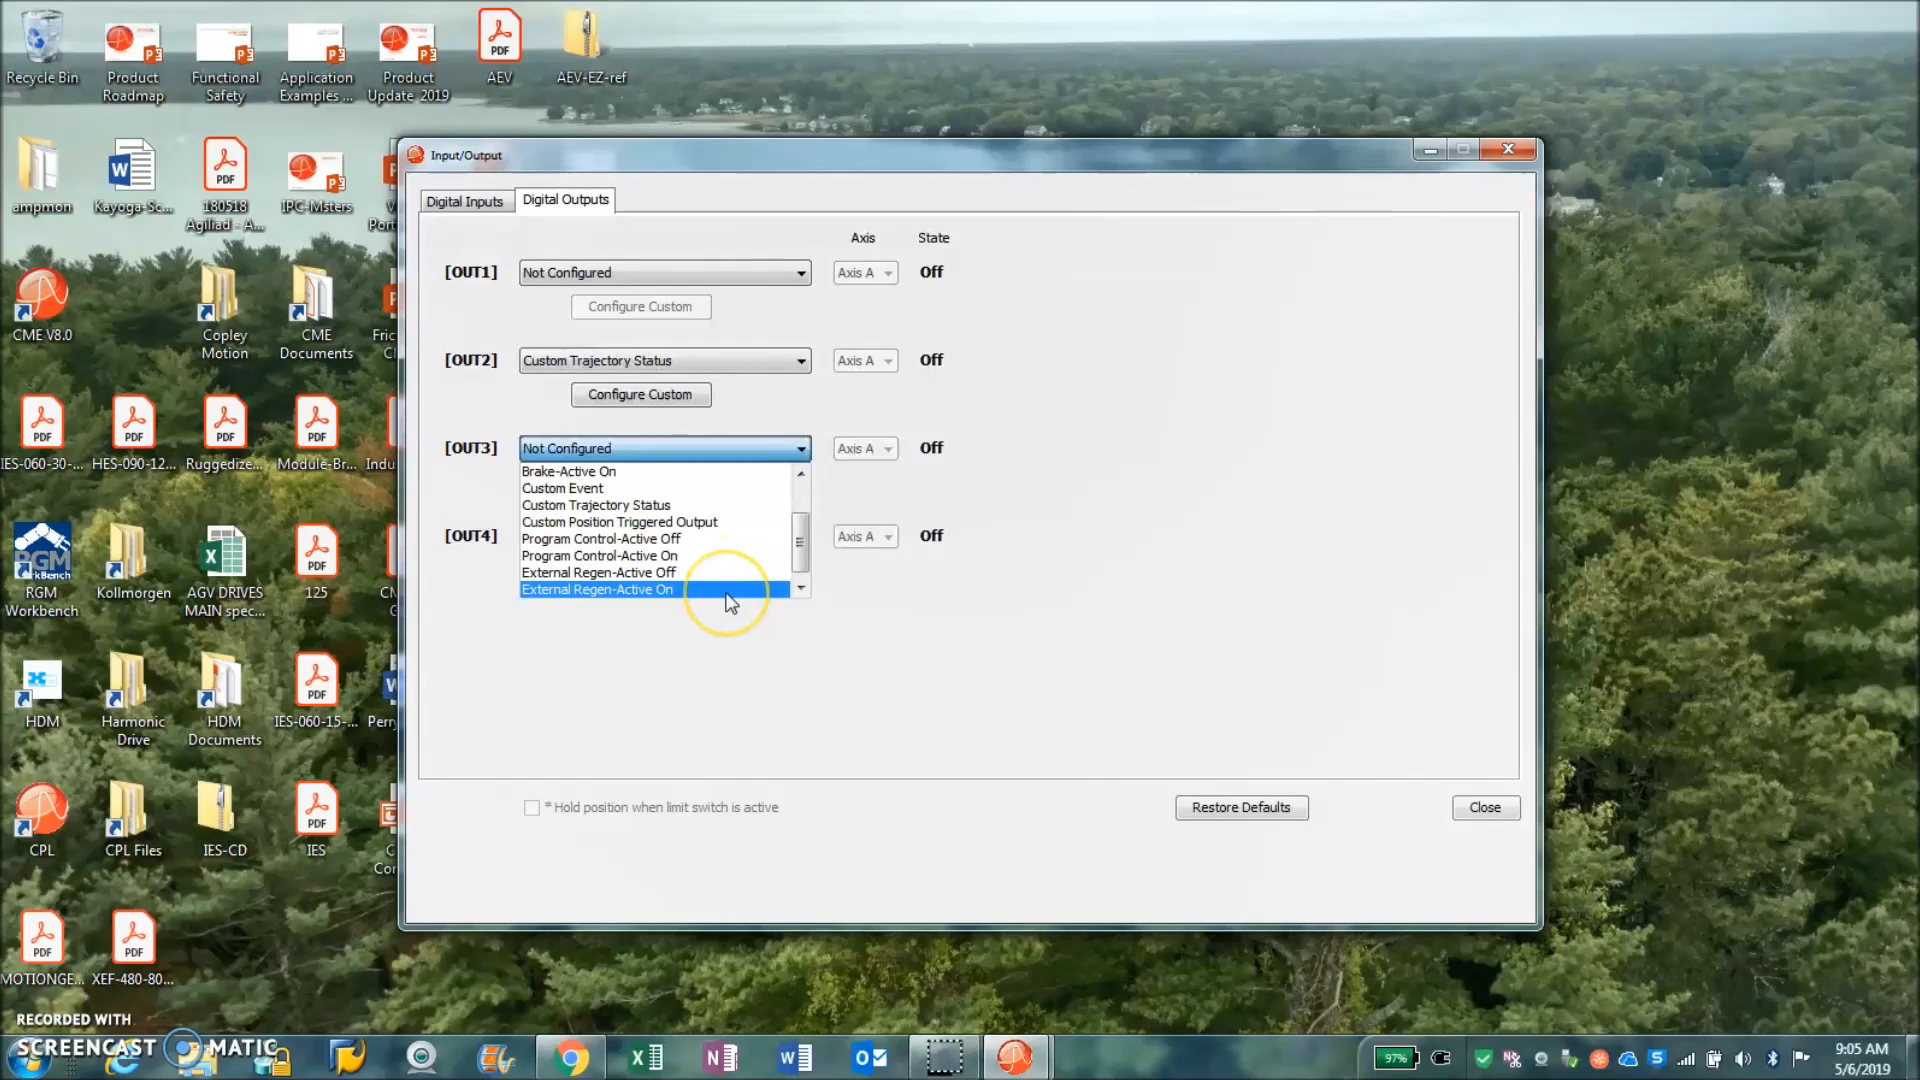 Recycle Bin
Product Roadmap
Functional Safety
Application Examples ...
Product Update_2019
AEV
AEV-EZ-ref
ampmon
Kayoga-Sc...
180518 Agiliad - A...
IPC-Msters
CME V8.0
Copley Motion
CME Documents
IES-060-30-...
HES-090-12...
Ruggedize...
Module-Br...
RGM Workbench
Kollmorgen
AGV DRIVES MAIN spec...
125
HDM
Harmonic Drive
HDM Documents
IES-060-15-...
CPL
CPL Files
IES-CD
IES
MOTIONGE...
XEF-480-80...
Input/Output
Digital Inputs
Digital Outputs
Axis
State
[OUT1]
Not Configured
Axis A
Off
Configure Custom
[OUT2]
Custom Trajectory Status
Axis A
Off
Configure Custom
[OUT3]
Not Configured
Axis A
Off
Brake-Active On
Custom Event
Custom Trajectory Status
Custom Position Triggered Output
Program Control-Active Off
Program Control-Active On
External Regen-Active Off
External Regen-Active On
[OUT4]
Axis A
Off
* Hold position when limit switch is active
Restore Defaults
Close
RECORDED WITH
SCREENCAST MATIC
97%
9:05 AM
5/6/2019